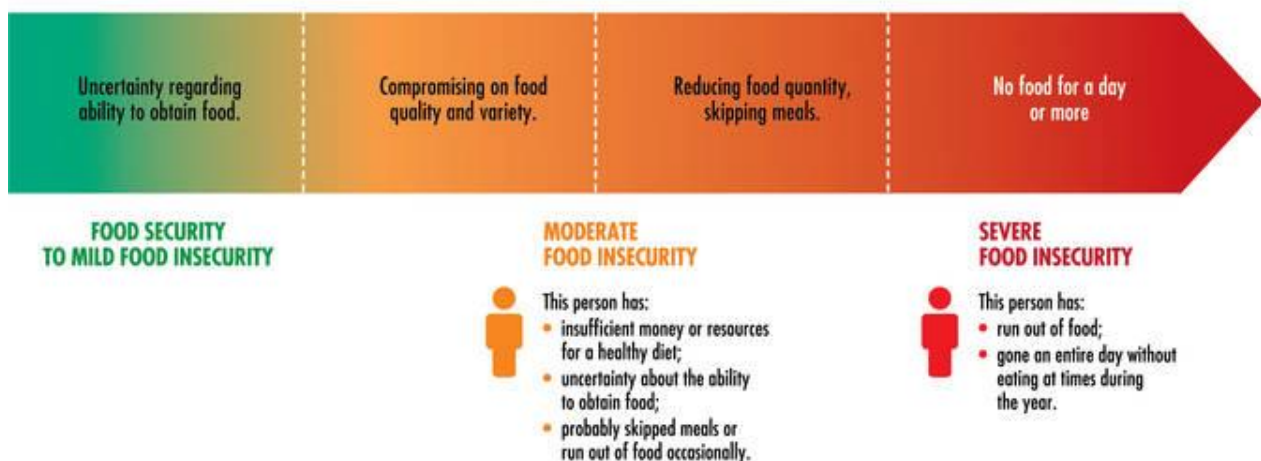 Uncertainty regarding
ability to obtain food.
Compromising on food
quality and variety.
Reducing food quantity,
skipping meals.
No food for a day
or more
FOOD SECURITY
TO MILD FOOD INSECURITY
MODERATE
FOOD INSECURITY
This person has:
• insufficient money or resources
for a healthy diet;
• uncertainty about the ability
to obtain food;
• probably skipped meals or
run out of food occasionally.
SEVERE
FOOD INSECURITY
This person has:
• run out of food;
• gone an entire day without
eating at times during
the year.